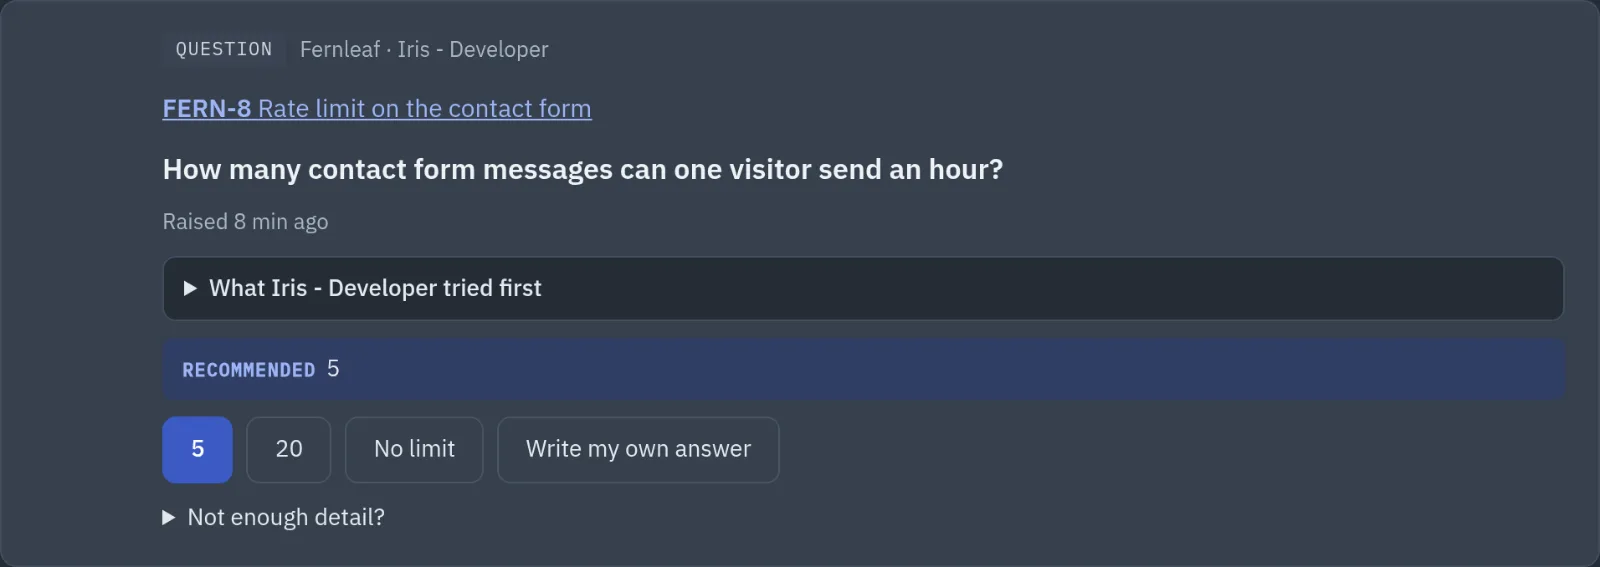 QUESTION Fernleaf · Iris - Developer
FERN-8 Rate limit on the contact form
How many contact form messages can one visitor send an hour?
Raised 8 min ago
▶ What Iris - Developer tried first
RECOMMENDED 5
5 20 No limit Write my own answer
▶ Not enough detail?